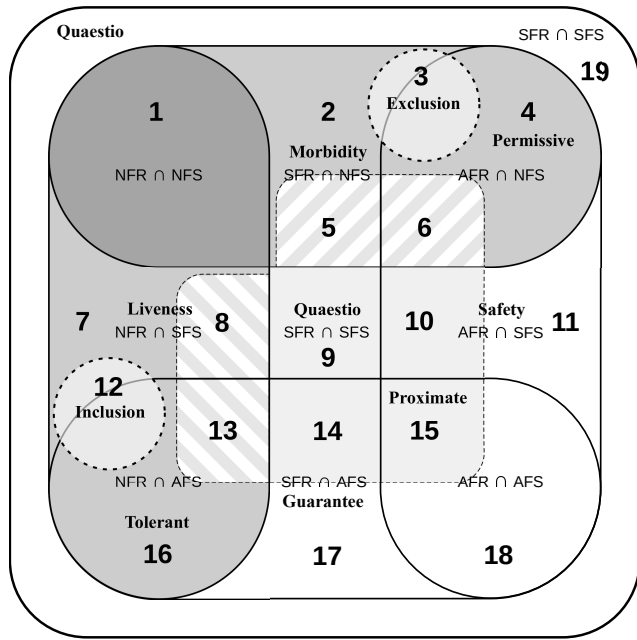 Quaestio
SFR ∩ SFS
19
3
Exclusion
1
2
4
Permissive
Morbidity
NFR ∩ NFS
SFR ∩ NFS
AFR ∩ NFS
5
6
Liveness
Quaestio
Safety
7
8
10
11
NFR ∩ SFS
SFR ∩ SFS
AFR ∩ SFS
9
12
Inclusion
Proximate
13
14
15
NFR ∩ AFS
SFR ∩ AFS
AFR ∩ AFS
Guarantee
Tolerant
16
17
18